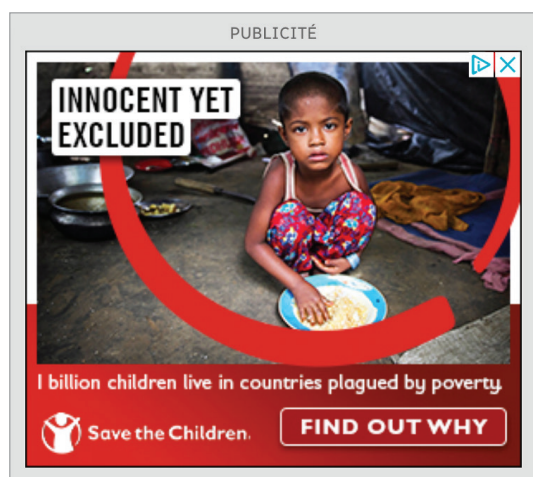 PUBLICITÉ
INNOCENT YET
EXCLUDED
1 billion children live in countries plagued by poverty.
Save the Children.
FIND OUT WHY